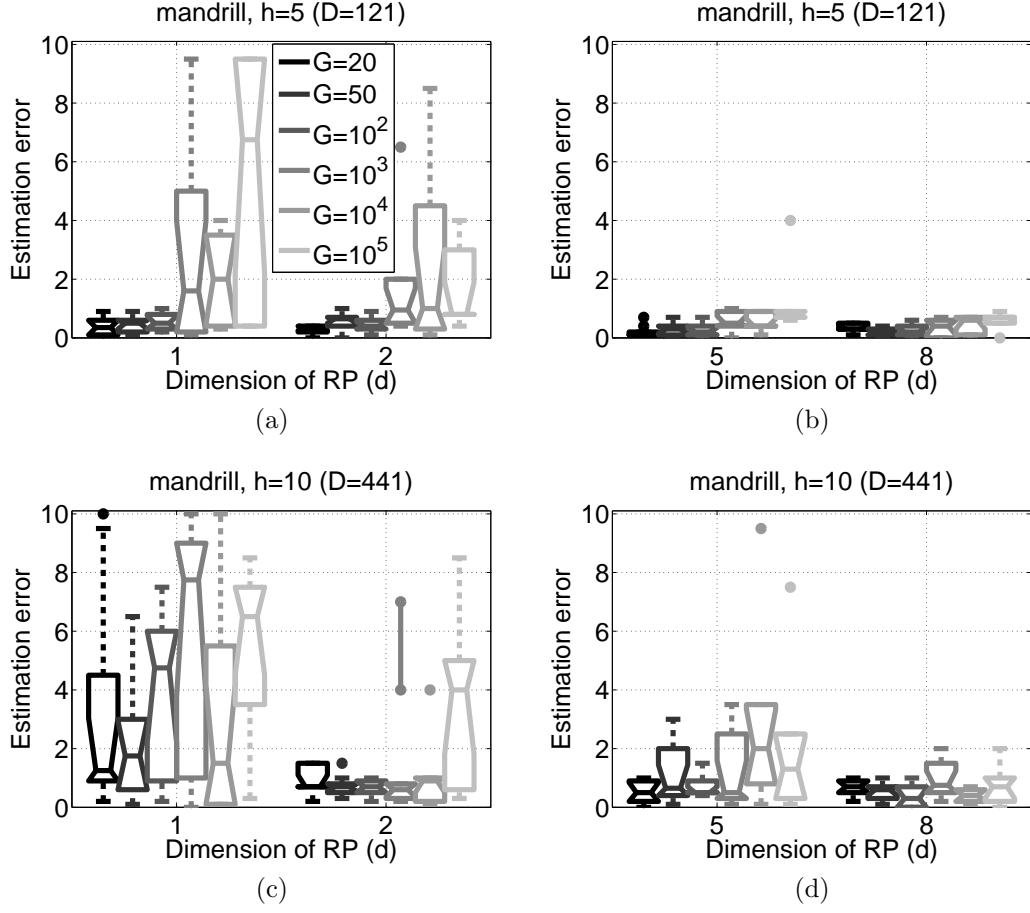 mandrill, h=5 (D=121)
Estimation error
10
8
6
4
2
0
G=20
G=50
G=10^2
G=10^3
G=10^4
G=10^5
1
2
Dimension of RP (d)
(a)
mandrill, h=5 (D=121)
Estimation error
10
8
6
4
2
0
5
8
Dimension of RP (d)
(b)
mandrill, h=10 (D=441)
Estimation error
10
8
6
4
2
0
1
2
Dimension of RP (d)
(c)
mandrill, h=10 (D=441)
Estimation error
10
8
6
4
2
0
5
8
Dimension of RP (d)
(d)